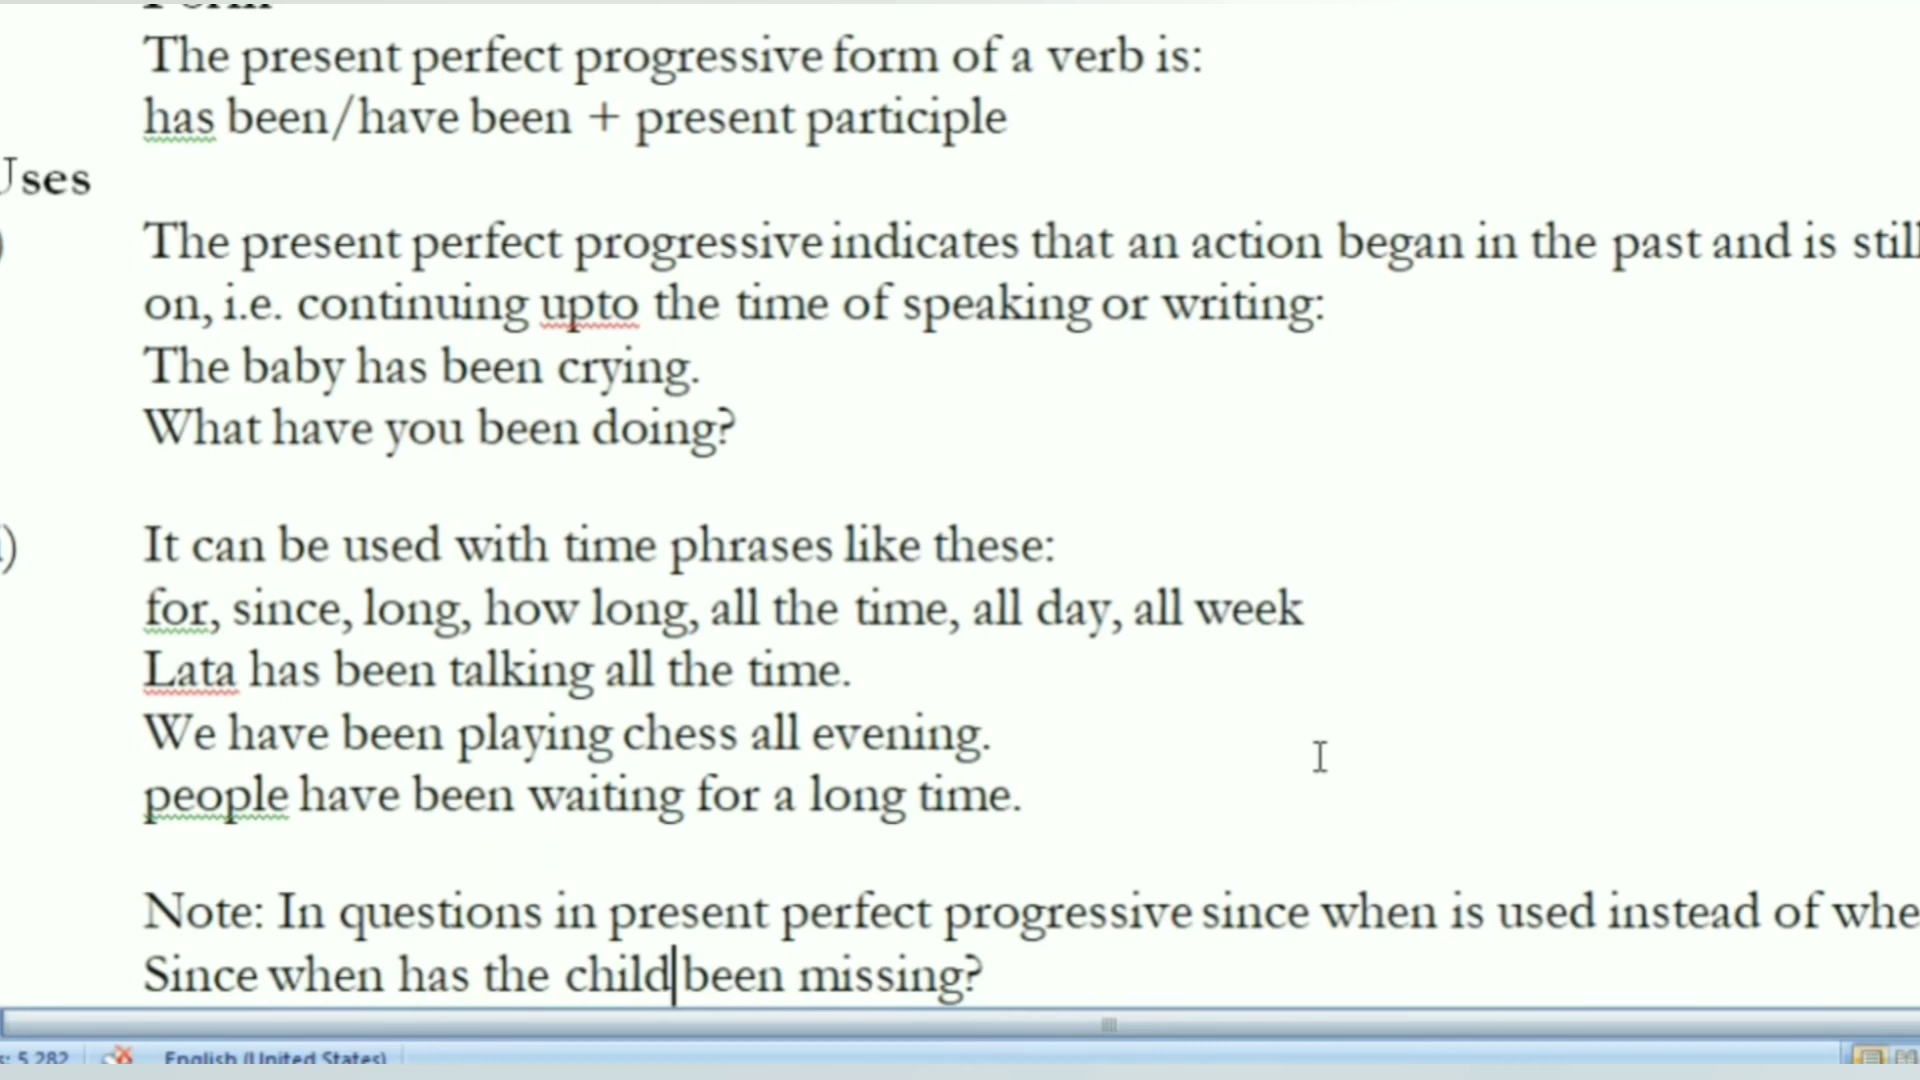 Form
The present perfect progressive form of a verb is:
has been/have been + present participle
Uses
The present perfect progressive indicates that an action began in the past and is still
on, i.e. continuing upto the time of speaking or writing:
The baby has been crying.
What have you been doing?
It can be used with time phrases like these:
for, since, long, how long, all the time, all day, all week
Lata has been talking all the time.
We have been playing chess all evening.
people have been waiting for a long time.
Note: In questions in present perfect progressive since when is used instead of
Since when has the child been missing?
5,282 English (United States)